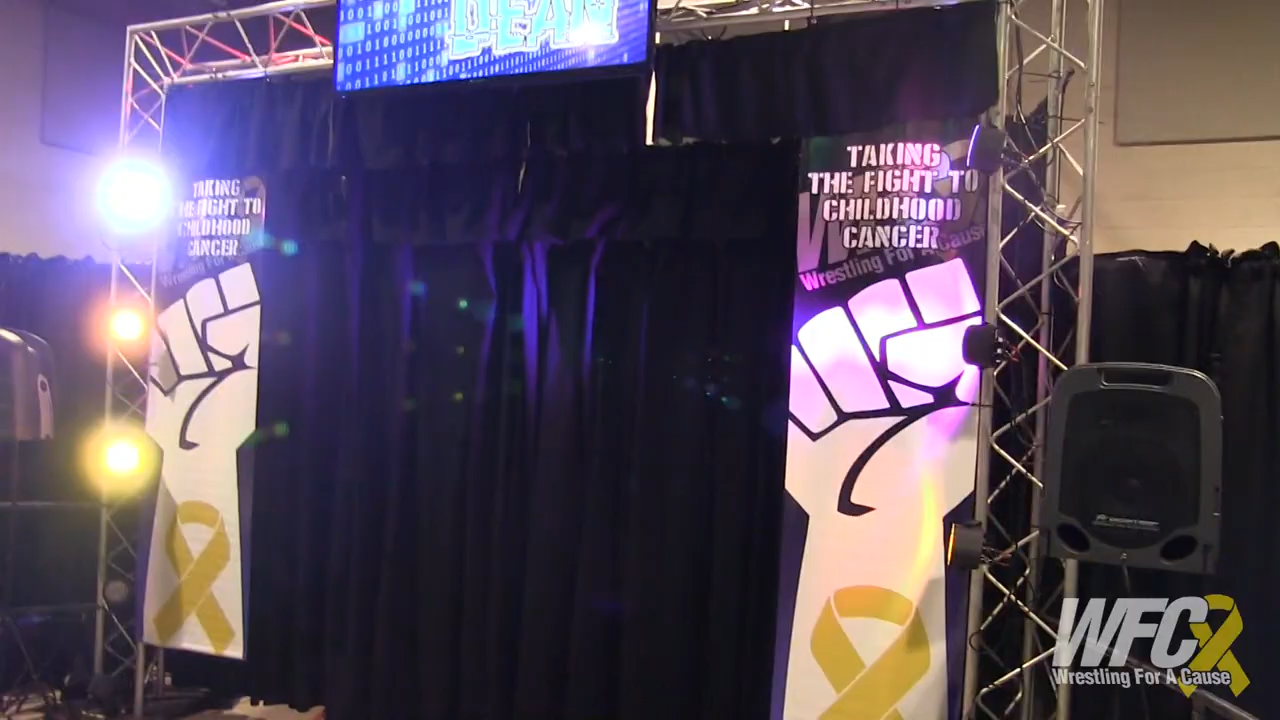 DEAN
TAKING
THE FIGHT TO
CHILDHOOD
CANCER
Wrestling For
TAKING
THE FIGHT TO
CHILDHOOD
CANCER
Wrestling For A Cause
WFC
Wrestling For A Cause